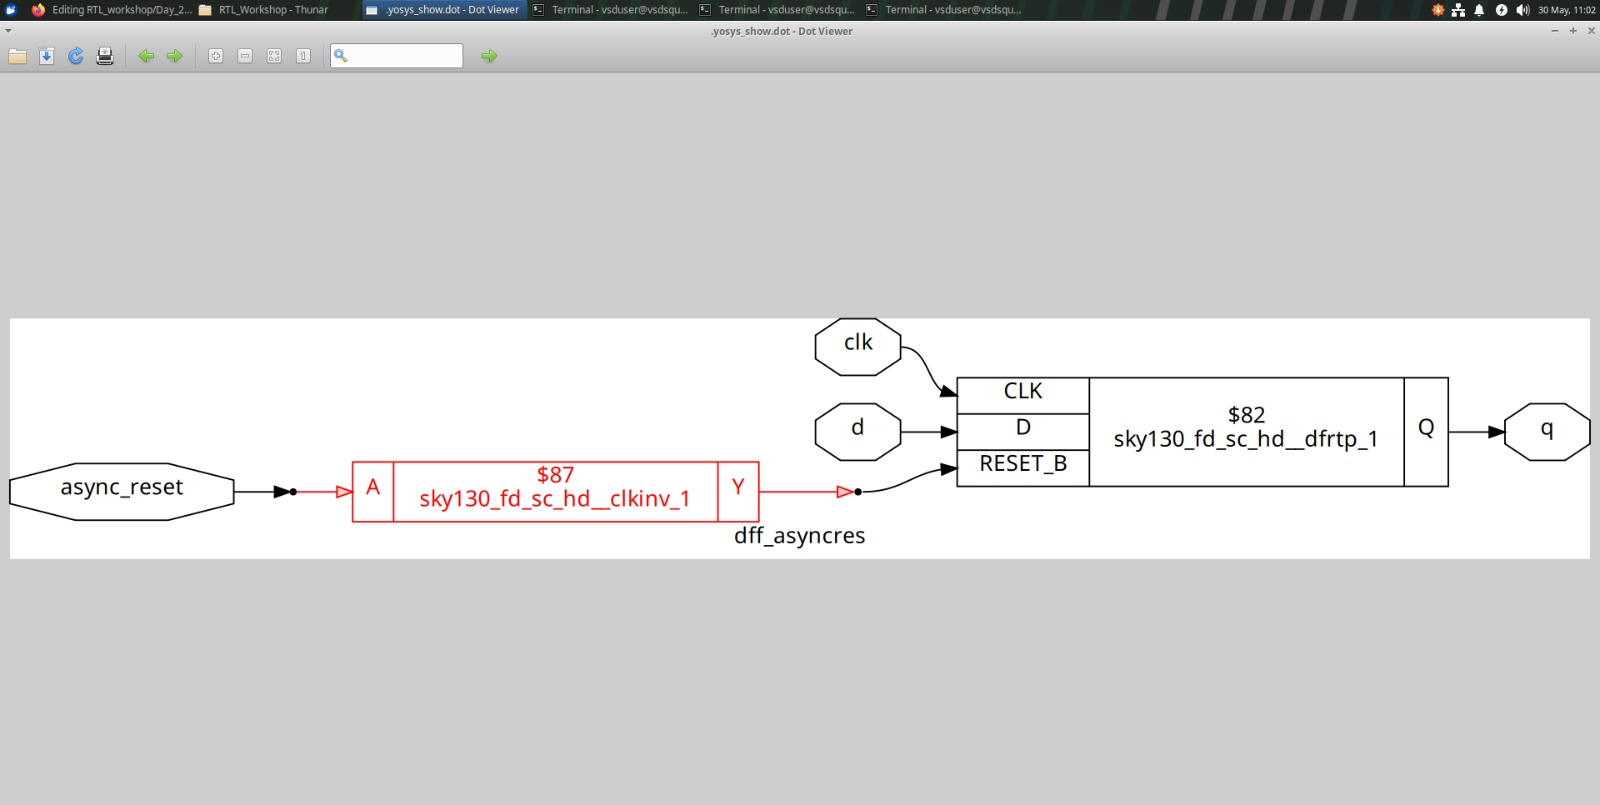 Editing RTL_workshop/Day_2...
RTL_Workshop - Thunar
.yosys_show.dot - Dot Viewer
Terminal - vsduser@vsdsqu...
Terminal - vsduser@vsdsqu...
Terminal - vsduser@vsdsqu...
30 May, 11:02
.yosys_show.dot - Dot Viewer
clk
CLK
d
D
$82
sky130_fd_sc_hd__dfrtp_1
Q
q
RESET_B
async_reset
A
$87
sky130_fd_sc_hd__clkinv_1
Y
dff_asyncres